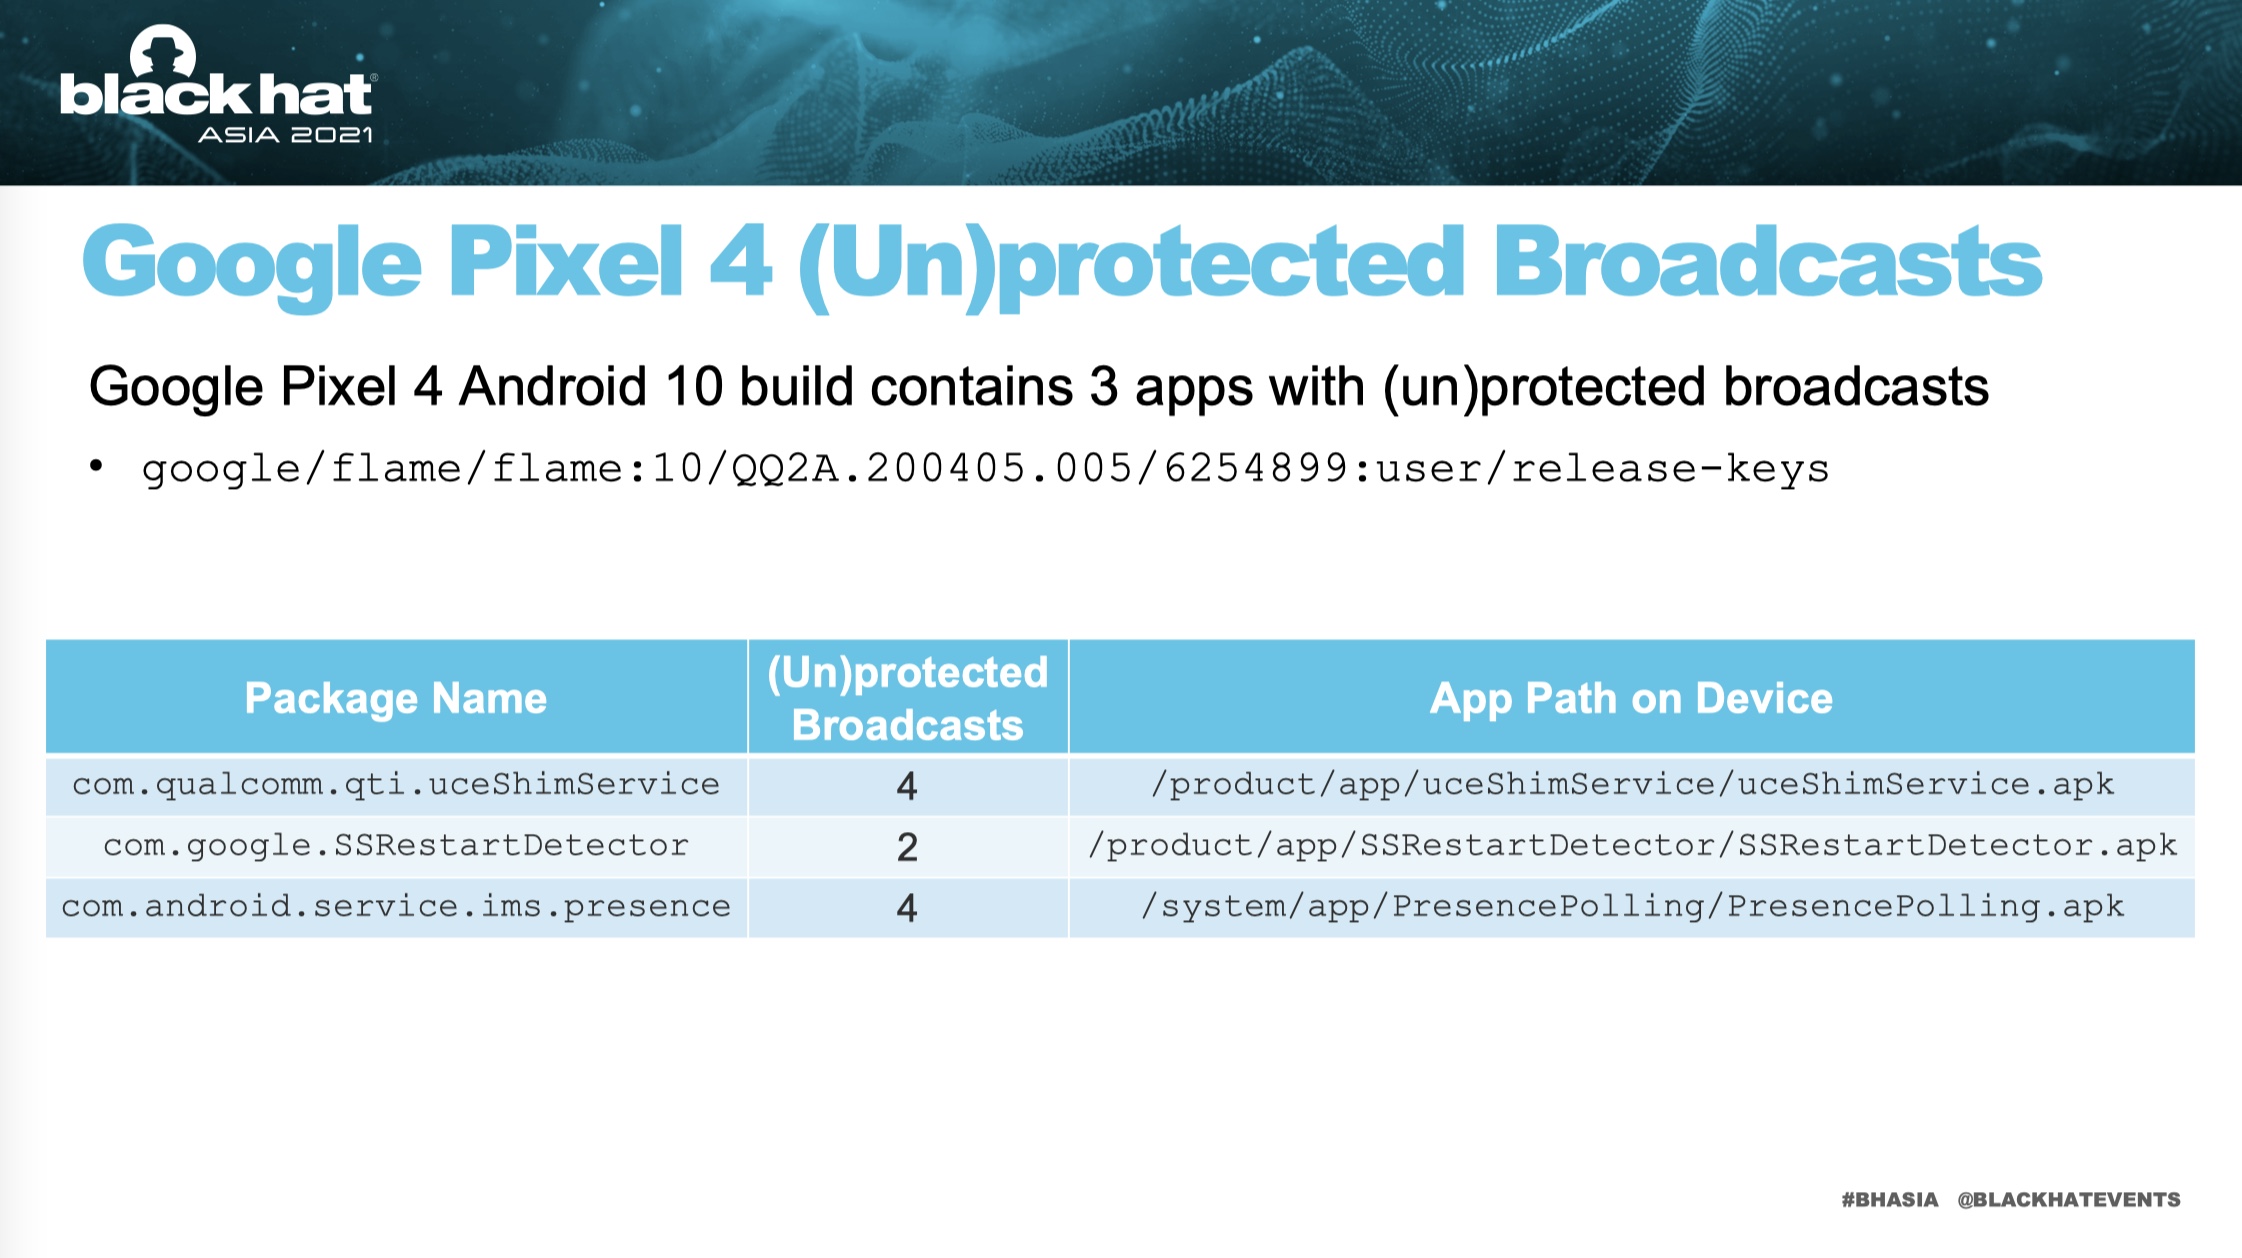 black hat®
ASIA 2021
Google Pixel 4 (Un)protected Broadcasts
Google Pixel 4 Android 10 build contains 3 apps with (un)protected broadcasts
• google/flame/flame:10/QQ2A.200405.005/6254899:user/release-keys
Package Name
(Un)protected
Broadcasts
App Path on Device
com.qualcomm.qti.uceShimService 4 /product/app/uceShimService/uceShimService.apk
com.google.SSRestartDetector 2 /product/app/SSRestartDetector/SSRestartDetector.apk
com.android.service.ims.presence 4 /system/app/PresencePolling/PresencePolling.apk
#BHASIA @BLACKHATEVENTS